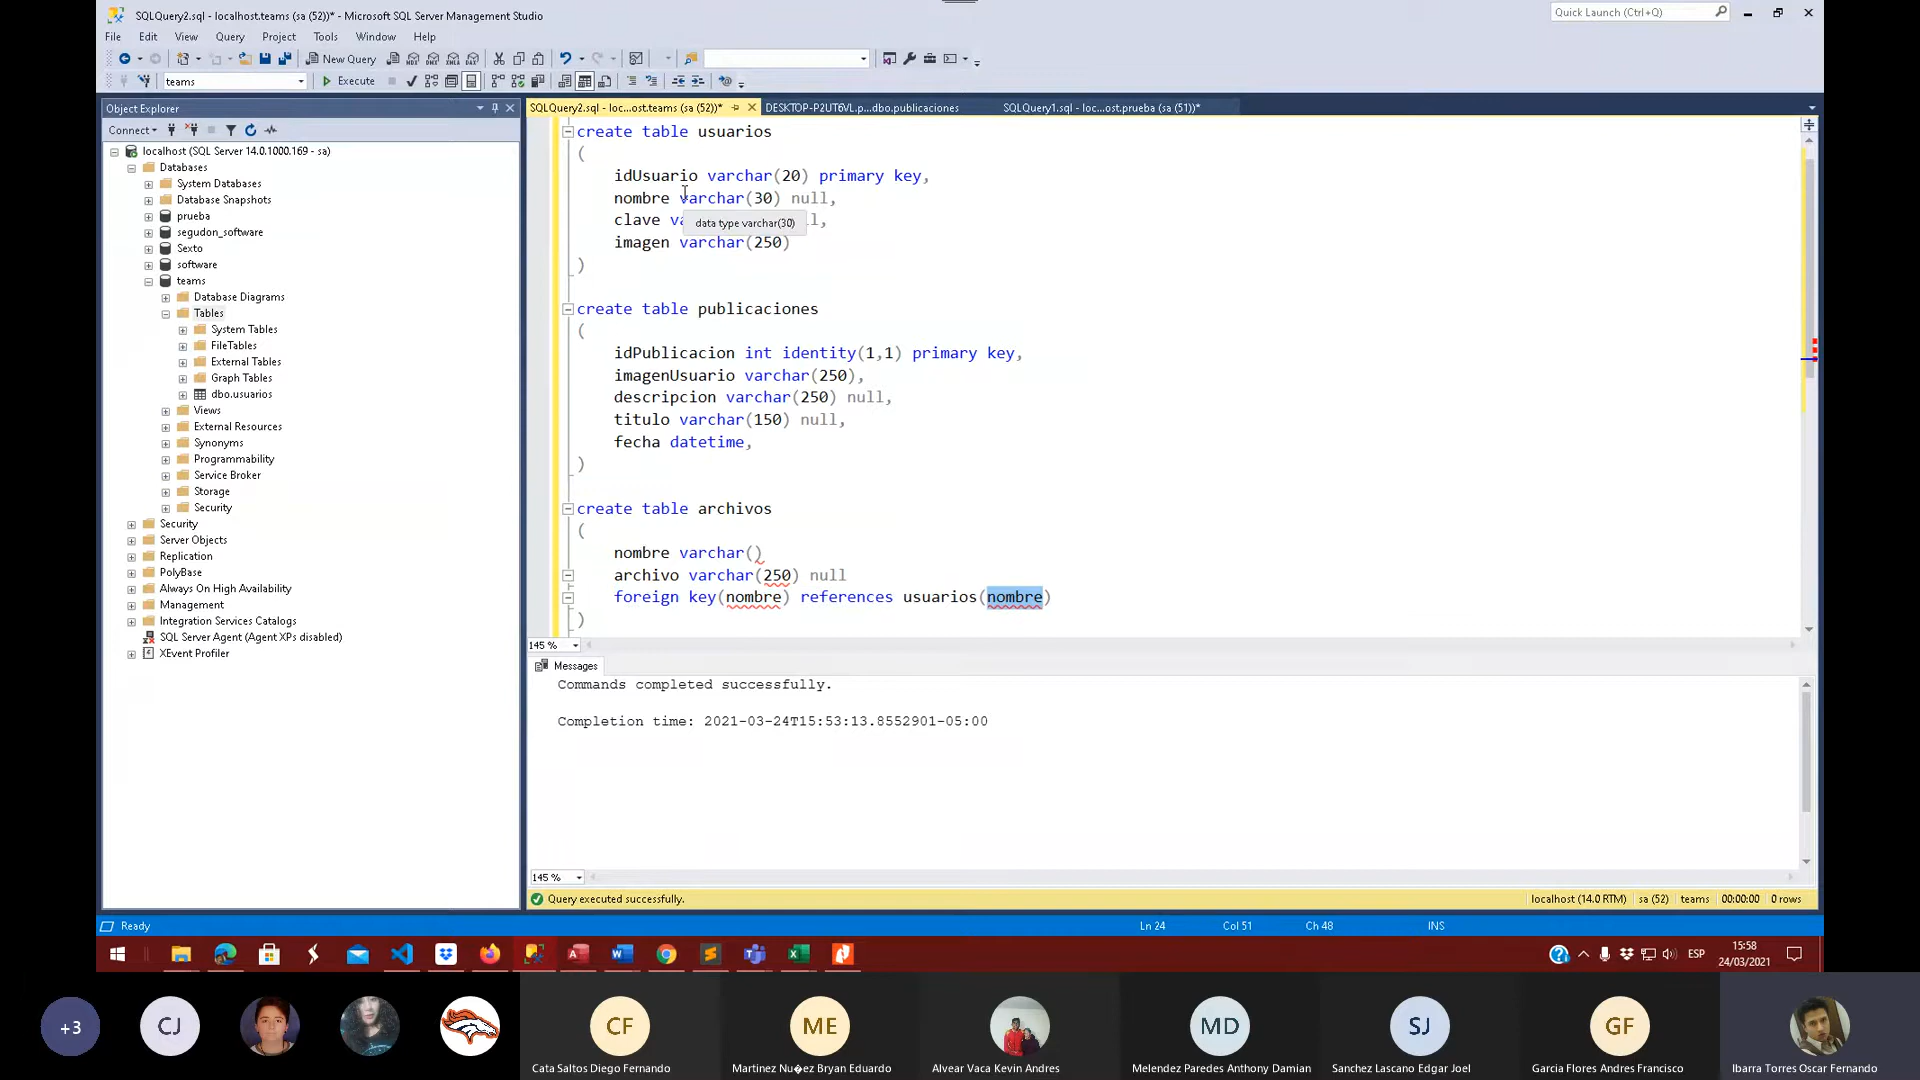 SQLQuery2.sql - localhost.teams (sa (52))* - Microsoft SQL Server Management Studio
Quick Launch (Ctrl+Q)
File Edit View Query Project Tools Window Help
New Query
teams
Execute
Object Explorer
Connect
localhost (SQL Server 14.0.1000.169 - sa)
Databases
System Databases
Database Snapshots
prueba
segudon_software
Sexto
software
teams
Database Diagrams
Tables
System Tables
FileTables
External Tables
Graph Tables
dbo.usuarios
Views
External Resources
Synonyms
Programmability
Service Broker
Storage
Security
Security
Server Objects
Replication
PolyBase
Always On High Availability
Management
Integration Services Catalogs
SQL Server Agent (Agent XPs disabled)
XEvent Profiler
SQLQuery2.sql - loc...ost.teams (sa (52))* DESKTOP-P2UT6VL.p...dbo.publicaciones SQLQuery1.sql - loc...ost.prueba (sa (51))*
create table usuarios
(
idUsuario varchar(20) primary key,
nombre varchar(30) null,
clave va
data type varchar(30)
imagen varchar(250)
)
create table publicaciones
(
idPublicacion int identity(1,1) primary key,
imagenUsuario varchar(250),
descripcion varchar(250) null,
titulo varchar(150) null,
fecha datetime,
)
create table archivos
(
nombre varchar()
archivo varchar(250) null
foreign key(nombre) references usuarios(nombre)
)
145 %
Messages
Commands completed successfully.
Completion time: 2021-03-24T15:53:13.8552901-05:00
145 %
Query executed successfully.
localhost (14.0 RTM) sa (52) teams 00:00:00 0 rows
Ready
Ln 24 Col 51 Ch 48 INS
ESP
15:58
24/03/2021
+3
CJ
CF
ME
MD
SJ
GF
Cata Saltos Diego Fernando
Martinez Nu�ez Bryan Eduardo
Alvear Vaca Kevin Andres
Melendez Paredes Anthony Damian
Sanchez Lascano Edgar Joel
Garcia Flores Andres Francisco
Ibarra Torres Oscar Fernando